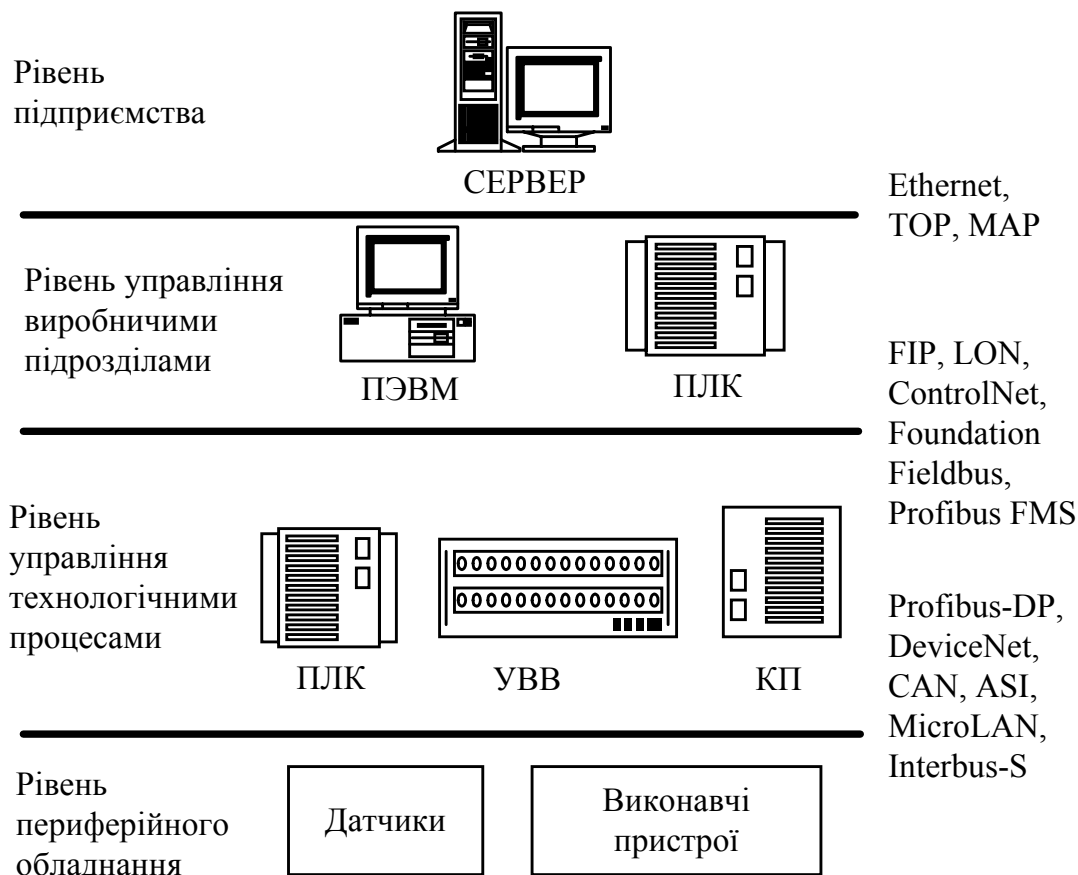 Рівень
підприємства
СЕРВЕР
Ethernet,
TOP, MAP
Рівень управління
виробничими
підрозділами
ПЭВМ
ПЛК
FIP, LON,
ControlNet,
Foundation
Fieldbus,
Profibus FMS
Рівень
управління
технологічними
процесами
ПЛК
УВВ
КП
Profibus-DP,
DeviceNet,
CAN, ASI,
MicroLAN,
Interbus-S
Рівень
периферійного
обладнання
Датчики
Виконавчі
пристрої